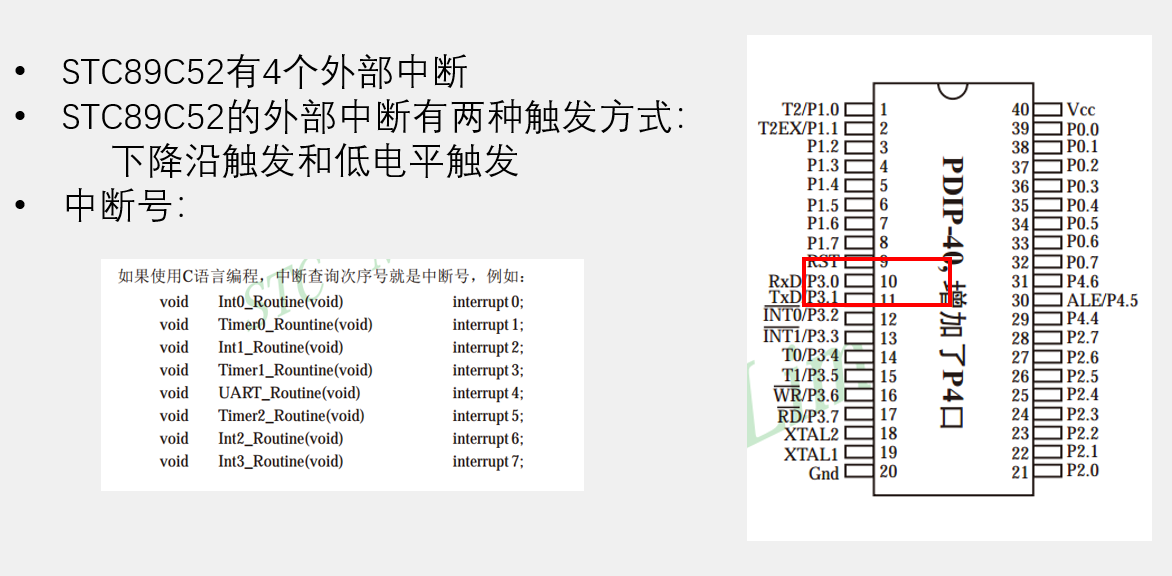 • STC89C52有4个外部中断
• STC89C52的外部中断有两种触发方式：
下降沿触发和低电平触发
• 中断号：
如果使用C语言编程，中断查询次序号就是中断号，例如：
void Int0_Routine(void) interrupt 0;
void Timer0_Rountine(void) interrupt 1;
void Int1_Routine(void) interrupt 2;
void Timer1_Rountine(void) interrupt 3;
void UART_Routine(void) interrupt 4;
void Timer2_Routine(void) interrupt 5;
void Int2_Routine(void) interrupt 6;
void Int3_Routine(void) interrupt 7;
STC
T2/P1.0 1 40 Vcc
T2EX/P1.1 2 39 P0.0
P1.2 3 38 P0.1
P1.3 4 37 P0.2
P1.4 5 36 P0.3
P1.5 6 35 P0.4
P1.6 7 34 P0.5
P1.7 8 33 P0.6
RST 9 32 P0.7
RxD/P3.0 10 31 P4.6
TxD/P3.1 11 30 ALE/P4.5
INT0/P3.2 12 29 P4.4
INT1/P3.3 13 28 P2.7
T0/P3.4 14 27 P2.6
T1/P3.5 15 26 P2.5
WR/P3.6 16 25 P2.4
RD/P3.7 17 24 P2.3
XTAL2 18 23 P2.2
XTAL1 19 22 P2.1
Gnd 20 21 P2.0
PDIP-40，增加了P4口